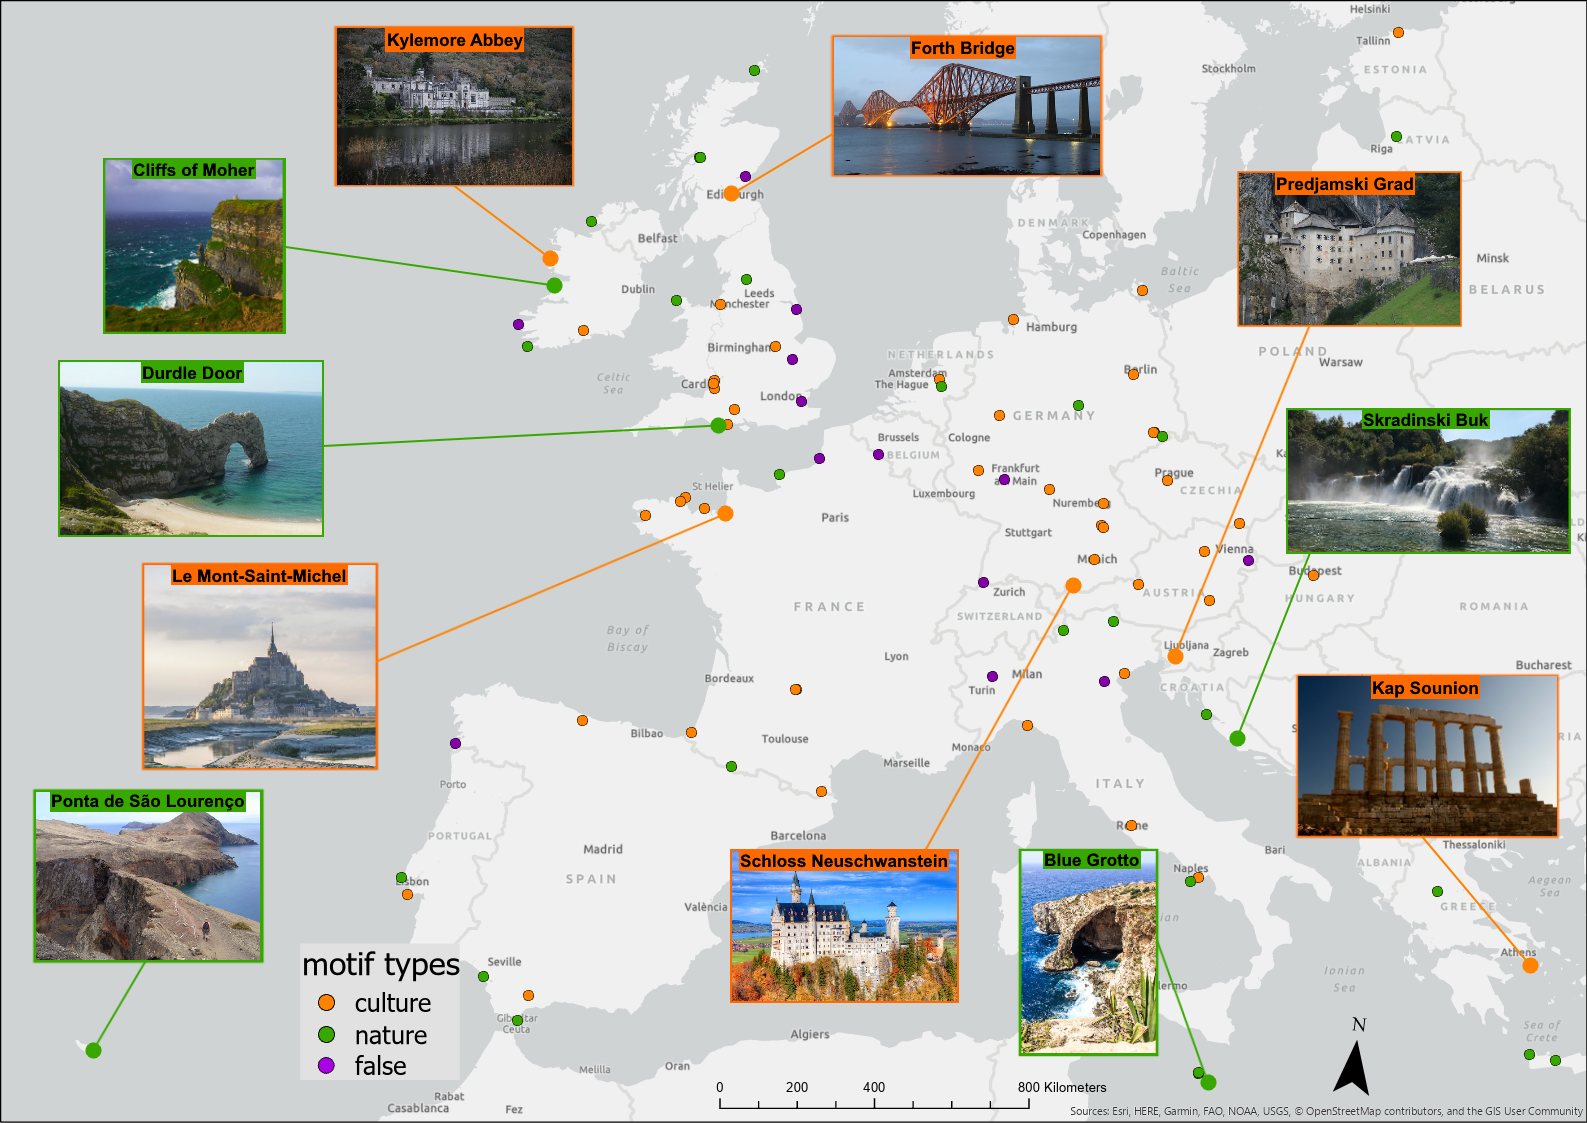 Helsinki
Tallinn
ESTONIA
Stockholm
Kylemore Abbey
Forth Bridge
LATVIA
Riga
Cliffs of Moher
Predjamski Grad
Edinburgh
DENMARK
Copenhagen
Belfast
Minsk
Baltic
Sea
BELARUS
Dublin
Leeds
Manchester
Hamburg
Birmingham
NETHERLANDS
POLAND
Warsaw
Durdle Door
Celtic
Sea
Cardiff
Amsterdam
The Hague
Berlin
London
GERMANY
Skradinski Buk
Brussels
BELGIUM
Cologne
Frankfurt
am Main
Prague
CZECHIA
St Helier
Luxembourg
Nuremberg
Paris
Stuttgart
Munich
Vienna
Le Mont-Saint-Michel
Budapest
Zurich
AUSTRIA
HUNGARY
FRANCE
SWITZERLAND
ROMANIA
Bay of
Biscay
Ljubljana
Zagreb
Lyon
Milan
Bucharest
Bordeaux
Turin
CROATIA
Kap Sounion
Bilbao
Toulouse
Monaco
Marseille
Porto
ITALY
Ponta de São Lourenço
PORTUGAL
Barcelona
Rome
Madrid
Bari
Thessaloniki
Schloss Neuschwanstein
Blue Grotto
ALBANIA
Lisbon
SPAIN
Naples
Aegean
Sea
València
GREECE
Athens
motif types
Seville
Ionian
Sea
culture
Gibraltar
Ceuta
nature
Algiers
N
Sea of
Crete
false
Melilla
Oran
Rabat
Casablanca
Fez
0 200 400 800 Kilometers
Sources: Esri, HERE, Garmin, FAO, NOAA, USGS, © OpenStreetMap contributors, and the GIS User Community